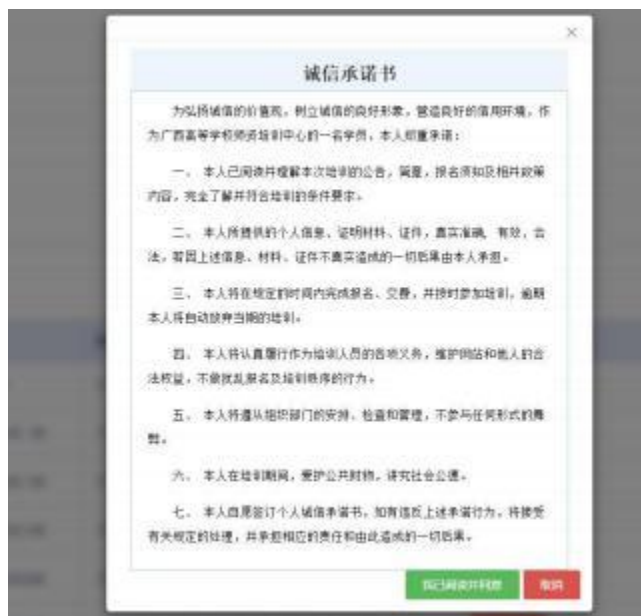 诚信承诺书
为弘扬诚信的价值观，树立诚信的良好形象，营造良好的信用环境，作
为广西高等学校师资培训中心的一名学员，本人郑重承诺：
一、 本人已阅读并理解本次培训的公告，简章，报名须知及相并政策
内容，完全了解并符合培训的条件要求。
二、 本人所提供的个人信息、证明材料、证件，真实准确，有效，合
法，若因上述信息、材料、证件不真实造成的一切后果由本人承担。
三、 本人将在规定的时间内完成报名、交费，并按时参加培训，逾期
本人将自动放弃当期的培训。
四、 本人将认真履行作为培训人员的各项义务，维护网站和他人的合
法权益，不做扰乱报名及培训秩序的行为。
五、 本人将遵从组织部门的安排、检查和管理，不参与任何形式的舞
弊。
六、 本人在培训期间，爱护公共财物，讲究社会公德。
七、 本人自愿签订个人诚信承诺书，如有违反上述承诺行为，将接受
有关规定的处理，并承担相应的责任和由此造成的一切后果。
我已阅读并同意 取消